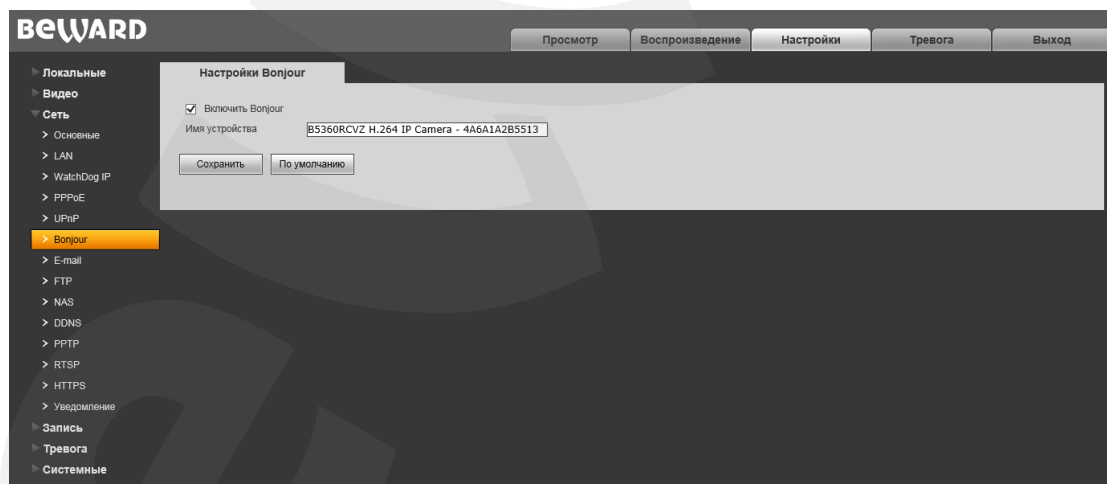 BEWARD
Просмотр Воспроизведение Настройки Тревога Выход
Локальные
Видео
Сеть
> Основные
> LAN
> WatchDog IP
> PPPoE
> UPnP
> Bonjour
> E-mail
> FTP
> NAS
> DDNS
> PPTP
> RTSP
> HTTPS
> Уведомление
Запись
Тревога
Системные
Настройки Bonjour
Включить Bonjour
Имя устройства B5360RCVZ H.264 IP Camera - 4A6A1A2B5513
Сохранить По умолчанию